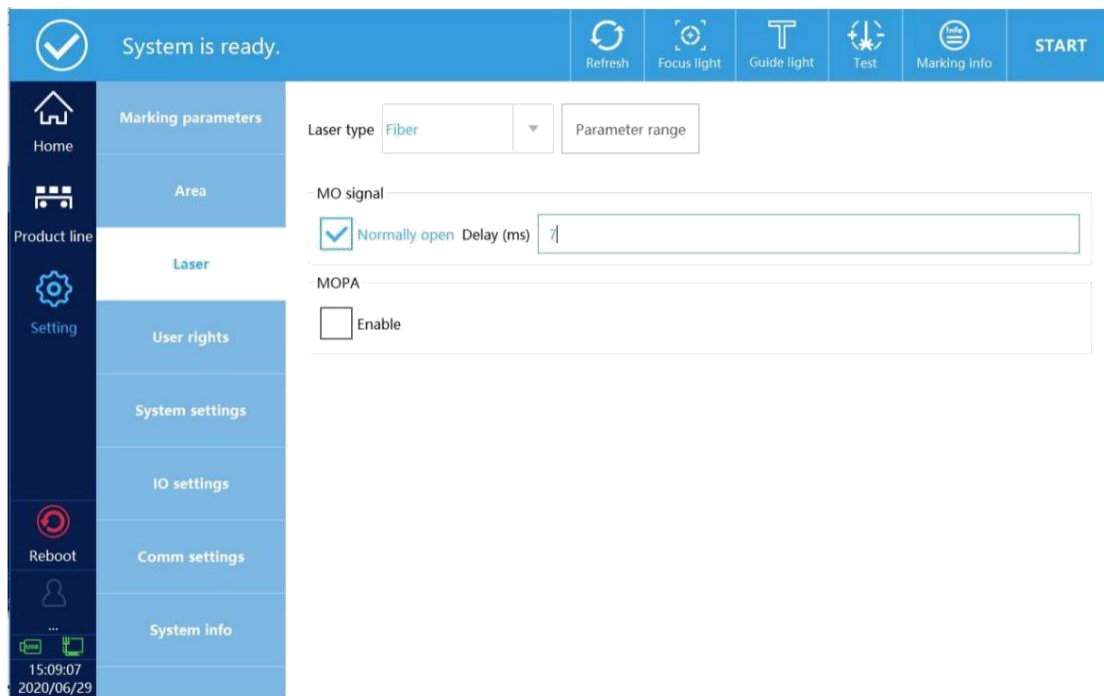 System is ready.
Refresh
Focus light
Guide light
Test
Info
Marking info
START
Home
Product line
Setting
Reboot
...
USB
15:09:07
2020/06/29
Marking parameters
Area
Laser
User rights
System settings
IO settings
Comm settings
System info
Laser type Fiber Parameter range
MO signal
Normally open Delay (ms) 7
MOPA
Enable